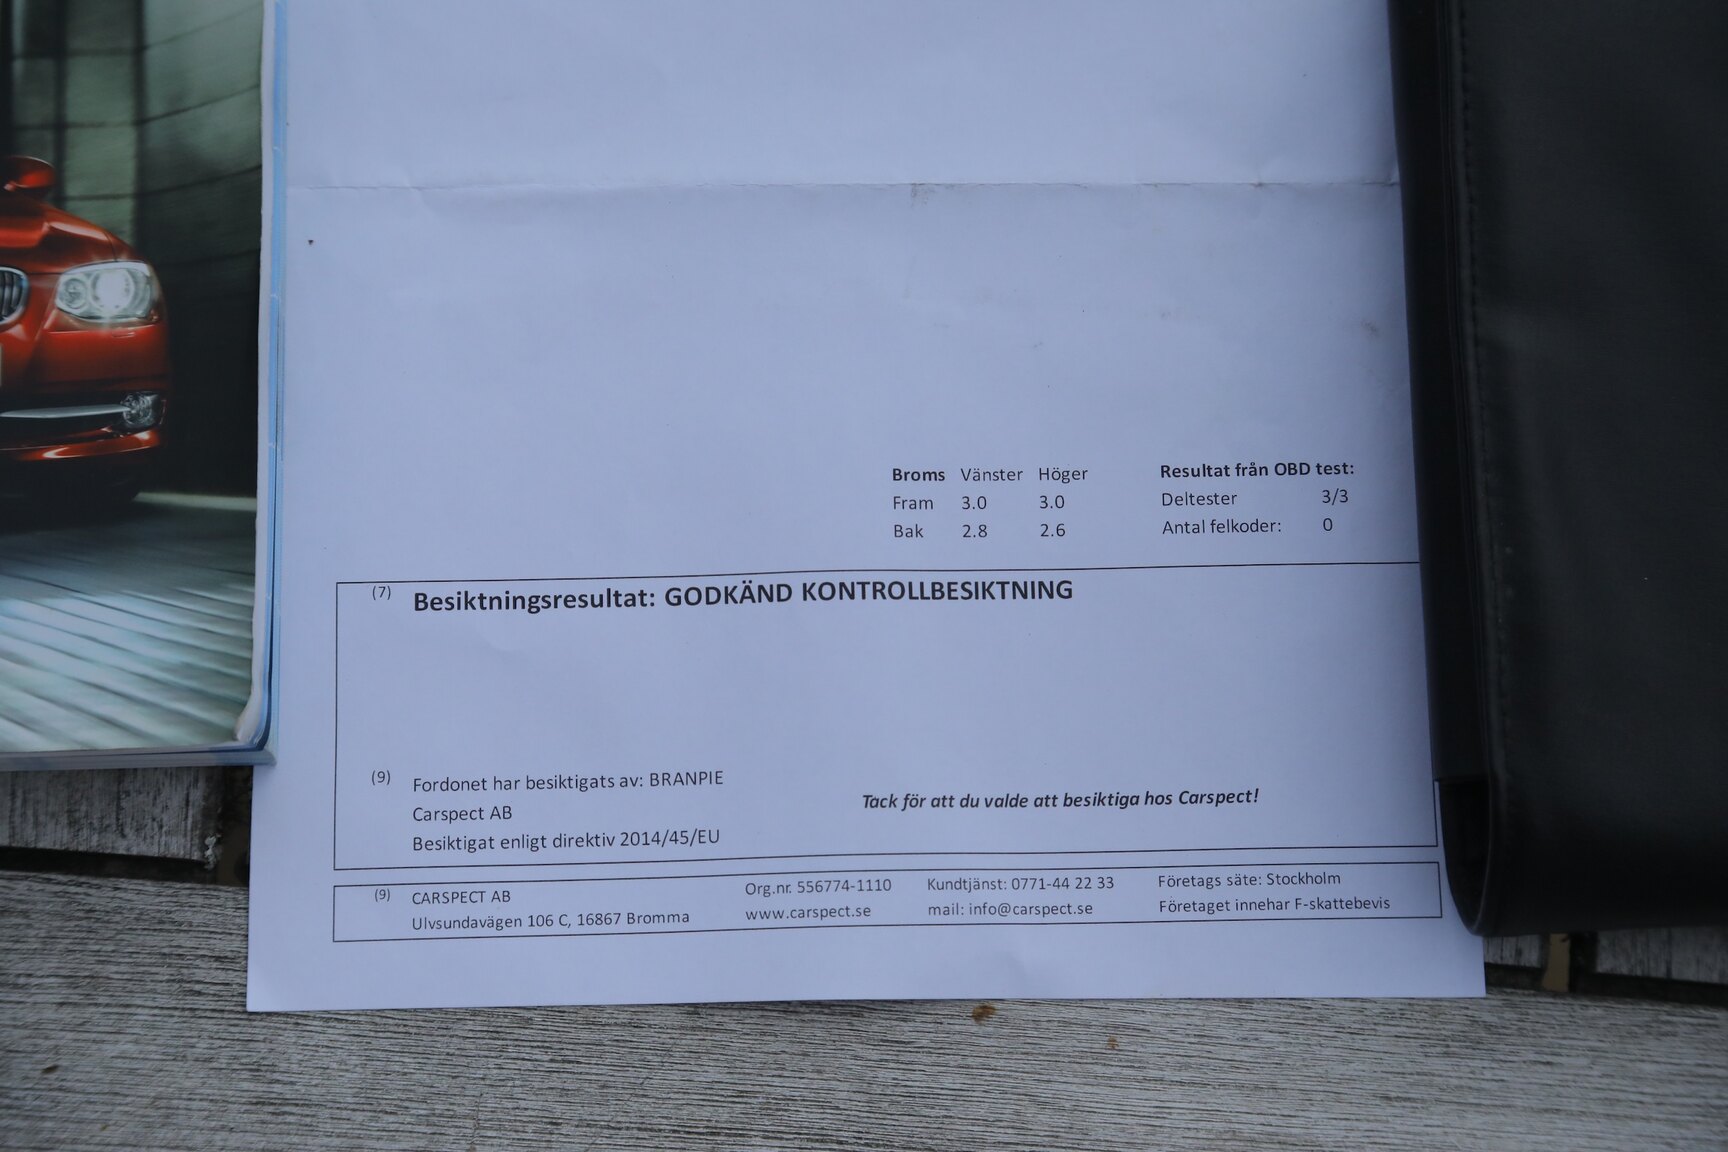 Broms Vänster Höger
Fram 3.0 3.0
Bak 2.8 2.6
Resultat från OBD test:
Deltester 3/3
Antal felkoder: 0
(7) Besiktningsresultat: GODKÄND KONTROLLBESIKTNING
(9) Fordonet har besiktigats av: BRANPIE
Carspect AB
Besiktigat enligt direktiv 2014/45/EU
Tack för att du valde att besiktiga hos Carspect!
(9) CARSPECT AB
Ulvsundavägen 106 C, 16867 Bromma
Org.nr. 556774-1110
www.carspect.se
Kundtjänst: 0771-44 22 33
mail: info@carspect.se
Företags säte: Stockholm
Företaget innehar F-skattebevis